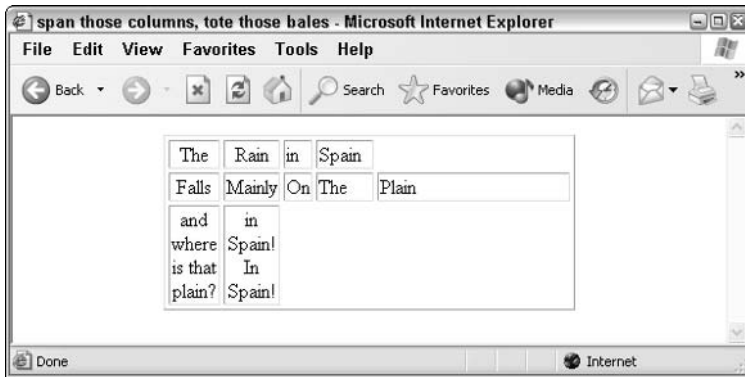 span those columns, tote those bales - Microsoft Internet Explorer
File Edit View Favorites Tools Help
Back Search Favorites Media »
The Rain in Spain
Falls Mainly On The Plain
and where is that plain? in Spain! In Spain!
Done Internet